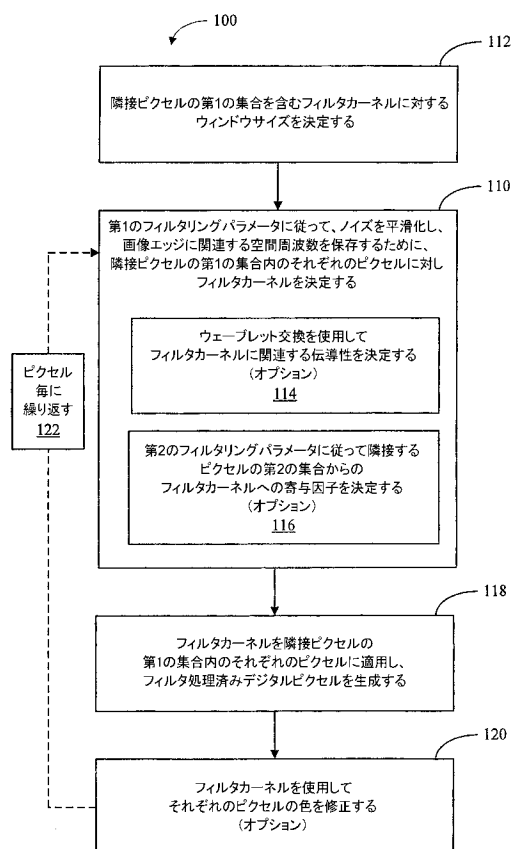 100
112
隣接ピクセルの第1の集合を含むフィルタカーネルに対する
ウィンドウサイズを決定する
110
第1のフィルタリングパラメータに従って、ノイズを平滑化し、
画像エッジに関連する空間周波数を保存するために、
隣接ピクセルの第1の集合内のそれぞれのピクセルに対し
フィルタカーネルを決定する
ウェーブレット交換を使用して
フィルタカーネルに関連する伝導性を決定する
(オプション)
114
第2のフィルタリングパラメータに従って隣接する
ピクセルの第2の集合からの
フィルタカーネルへの寄与因子を決定する
(オプション)
116
ピクセル
毎に
繰り返す
122
118
フィルタカーネルを隣接ピクセルの
第1の集合内のそれぞれのピクセルに適用し、
フィルタ処理済みデジタルピクセルを生成する
120
フィルタカーネルを使用して
それぞれのピクセルの色を修正する
(オプション)